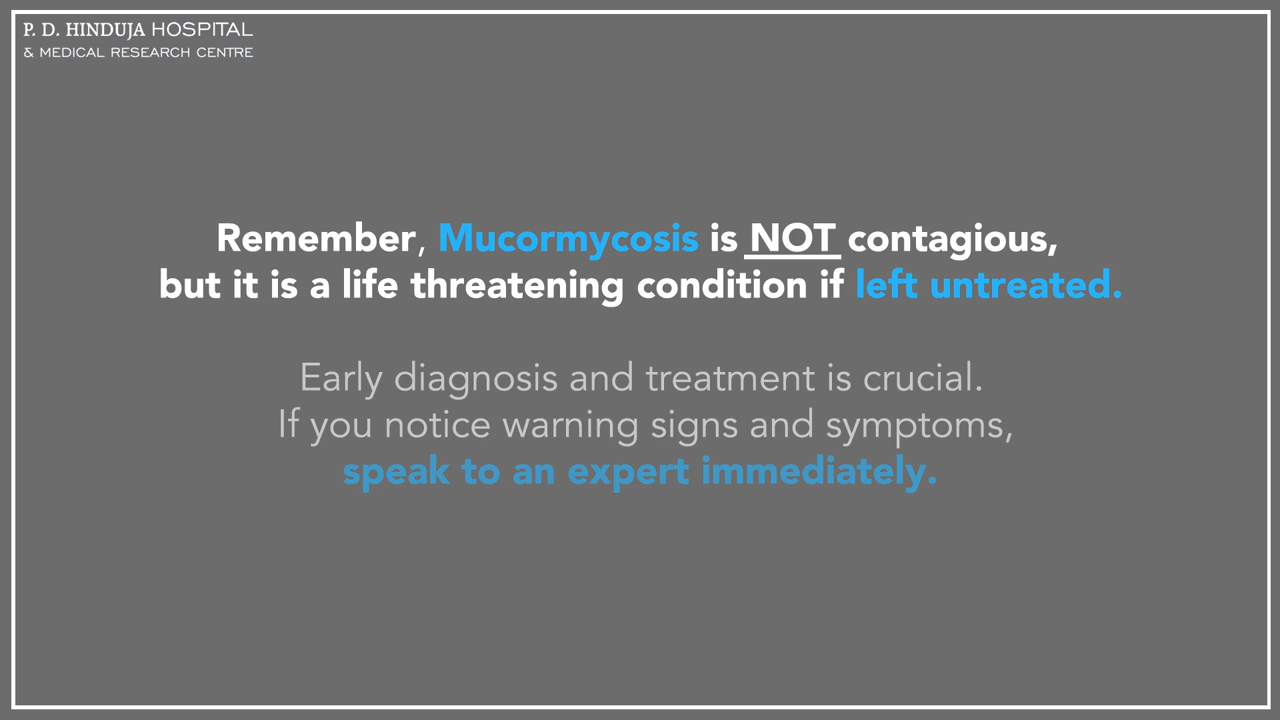 P. D. HINDUJA HOSPITAL
& MEDICAL RESEARCH CENTRE
Remember, Mucormycosis is NOT contagious,
but it is a life threatening condition if left untreated.
Early diagnosis and treatment is crucial.
If you notice warning signs and symptoms,
speak to an expert immediately.